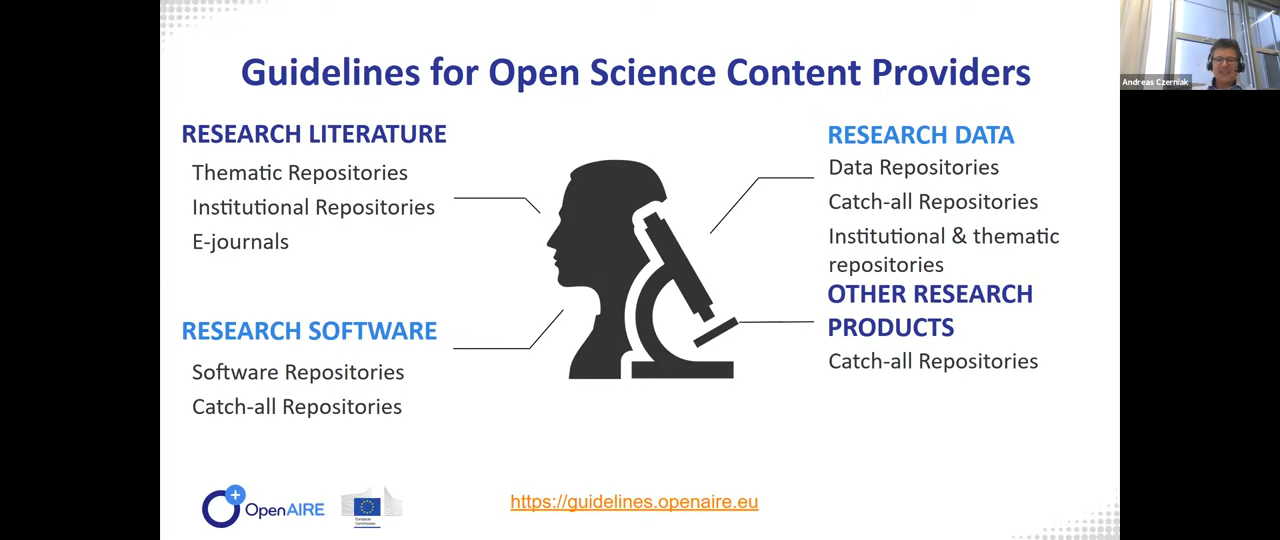 Guidelines for Open Science Content Providers
Andreas Czerniak
RESEARCH LITERATURE
Thematic Repositories
Institutional Repositories
E-journals
RESEARCH SOFTWARE
Software Repositories
Catch-all Repositories
RESEARCH DATA
Data Repositories
Catch-all Repositories
Institutional & thematic
repositories
OTHER RESEARCH
PRODUCTS
Catch-all Repositories
OpenAIRE
European
Commission
https://guidelines.openaire.eu